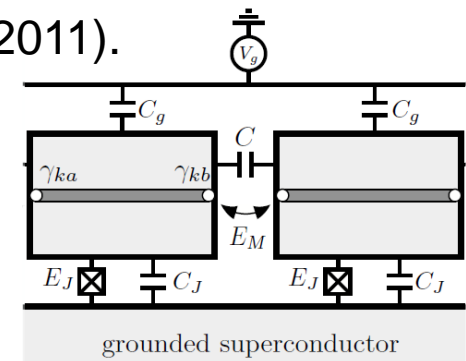 2011).
V_g
C_g C_g
C
γ_ka γ_kb
E_M
E_J C_J E_J C_J
grounded superconductor